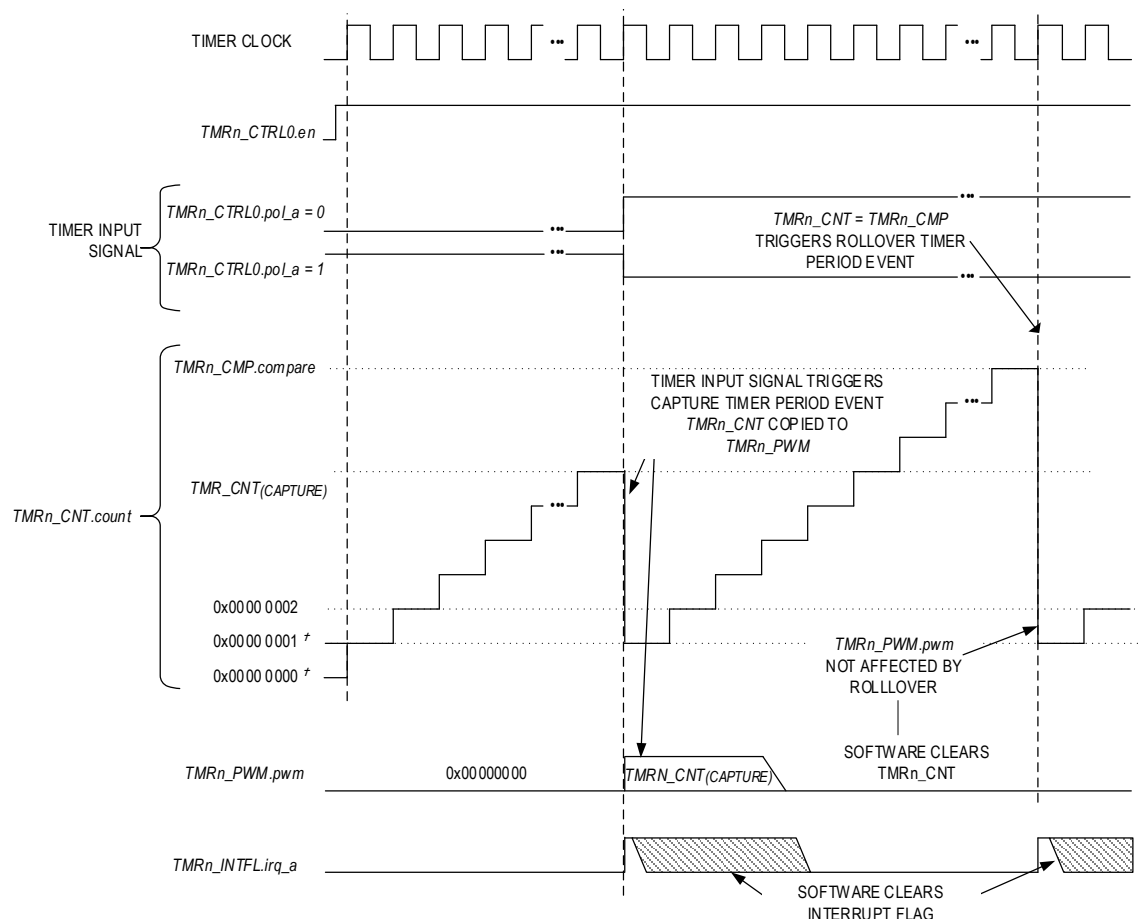 TIMER CLOCK
•••
•••
TMRn_CTRL0.en
TIMER INPUT
SIGNAL
TMRn_CTRL0.pol_a = 0
•••
•••
TMRn_CTRL0.pol_a = 1
•••
•••
TMRn_CNT = TMRn_CMP
TRIGGERS ROLLOVER TIMER
PERIOD EVENT
TMRn_CNT.count
TMRn_CMP.compare
TIMER INPUT SIGNAL TRIGGERS
CAPTURE TIMER PERIOD EVENT
TMRn_CNT COPIED TO
TMRn_PWM
•••
TMR_CNT(CAPTURE)
•••
0x0000 0002
0x0000 0001 †
0x0000 0000 †
TMRn_PWM.pwm
NOT AFFECTED BY
ROLLLOVER
SOFTWARE CLEARS
TMRn_CNT
TMRn_PWM.pwm
0x00000000
TMRN_CNT(CAPTURE)
TMRn_INTFL.irq_a
SOFTWARE CLEARS
INTERRUPT FLAG